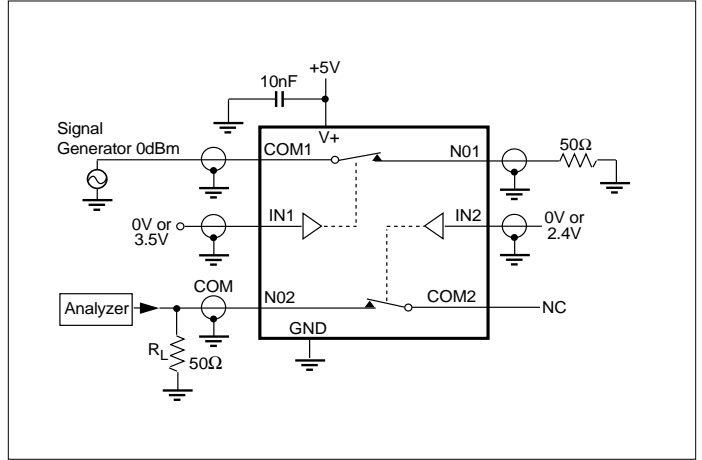 +5V
10nF
V+
Signal
Generator 0dBm
COM1
N01
50Ω
0V or
3.5V
IN1
IN2
0V or
2.4V
Analyzer
COM
N02
COM2
NC
GND
RL
50Ω